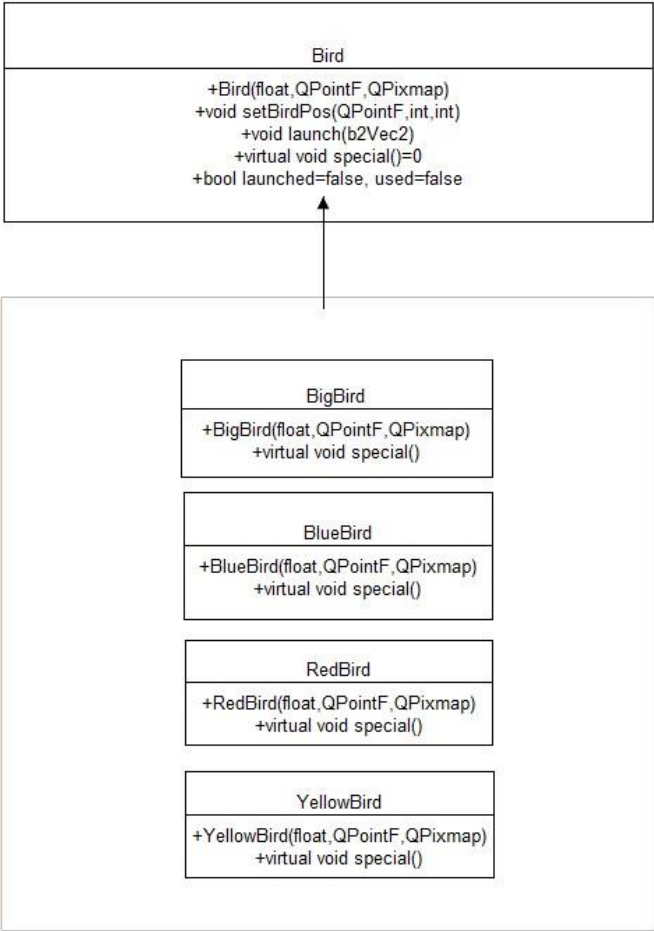 Bird
+Bird(float,QPointF,QPixmap)
+void setBirdPos(QPointF,int,int)
+void launch(b2Vec2)
+virtual void special()=0
+bool launched=false, used=false
BigBird
+BigBird(float,QPointF,QPixmap)
+virtual void special()
BlueBird
+BlueBird(float,QPointF,QPixmap)
+virtual void special()
RedBird
+RedBird(float,QPointF,QPixmap)
+virtual void special()
YellowBird
+YellowBird(float,QPointF,QPixmap)
+virtual void special()